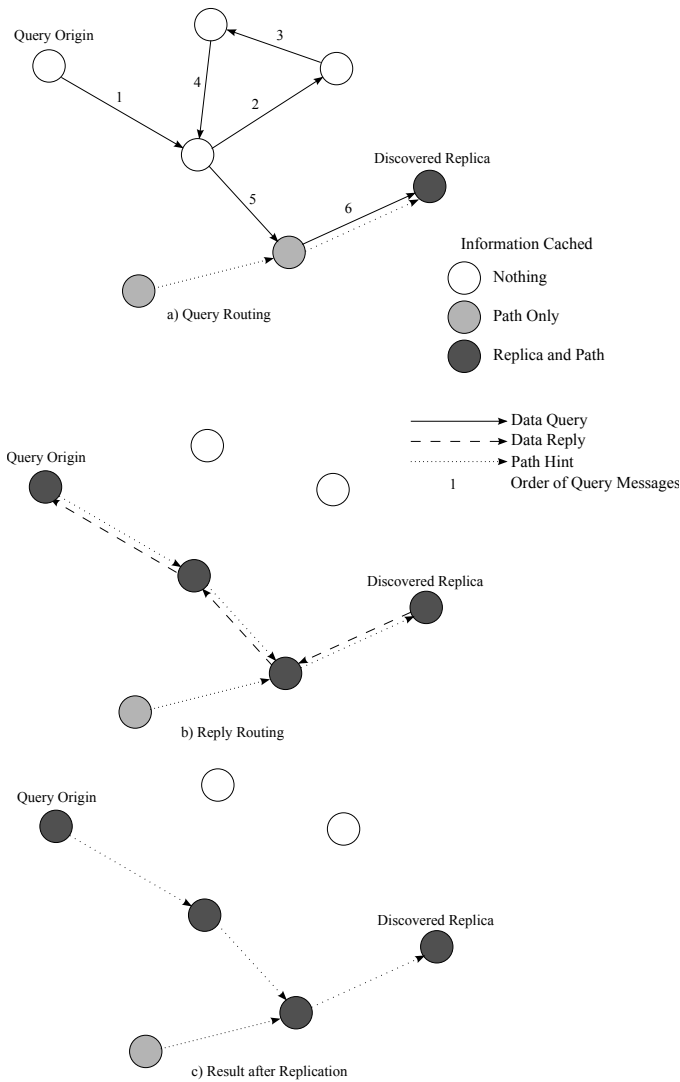 Query Origin
3
4
1
2
Discovered Replica
5
6
Information Cached
Nothing
a) Query Routing
Path Only
Replica and Path
Data Query
Data Reply
Query Origin
Path Hint
1
Order of Query Messages
Discovered Replica
b) Reply Routing
Query Origin
Discovered Replica
c) Result after Replication